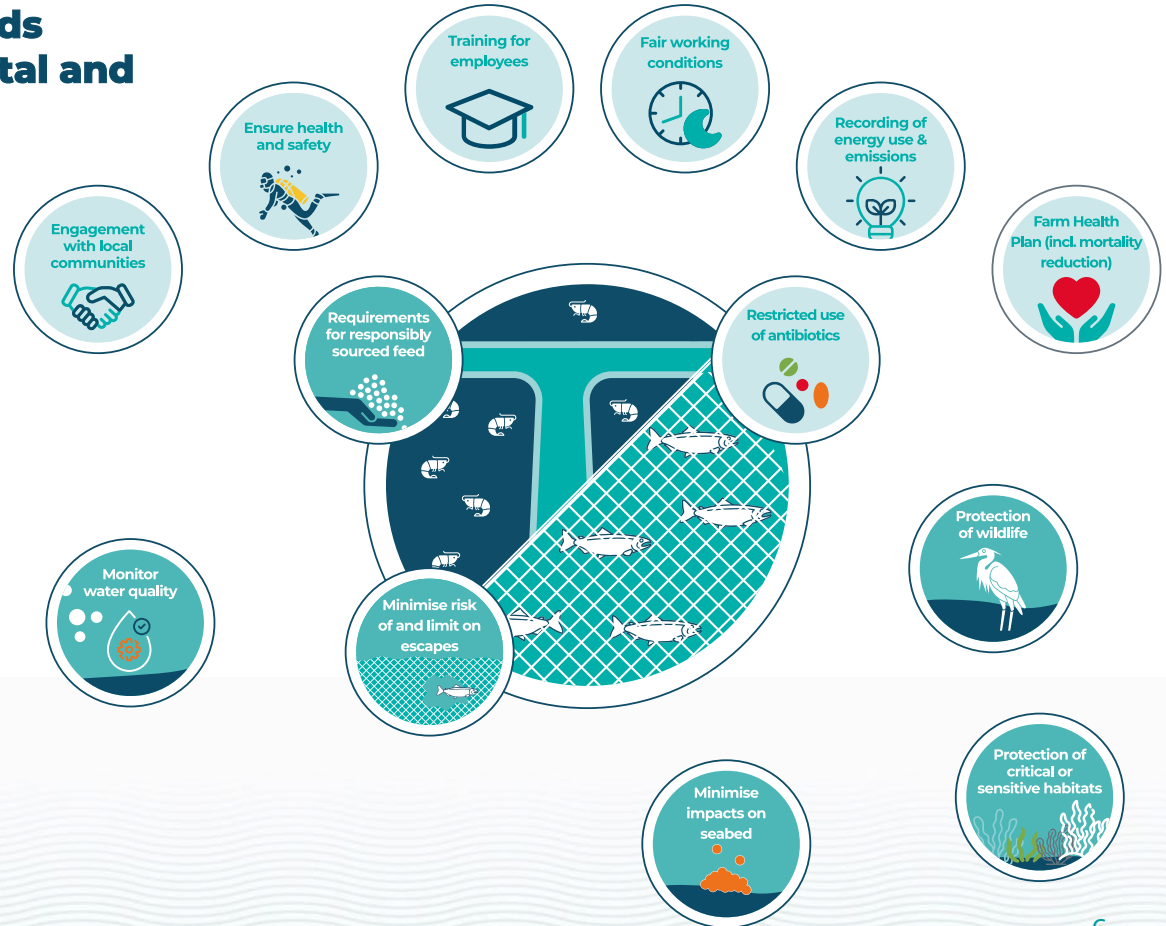 ds
tal and
Training for
employees
Fair working
conditions
Ensure health
and safety
Recording of
energy use &
emissions
Engagement
with local
communities
Farm Health
Plan (incl. mortality
reduction)
Requirements
for responsibly
sourced feed
Restricted use
of antibiotics
Protection
of wildlife
Monitor
water quality
Minimise risk
of and limit on
escapes
Protection of
critical or
sensitive habitats
Minimise
impacts on
seabed